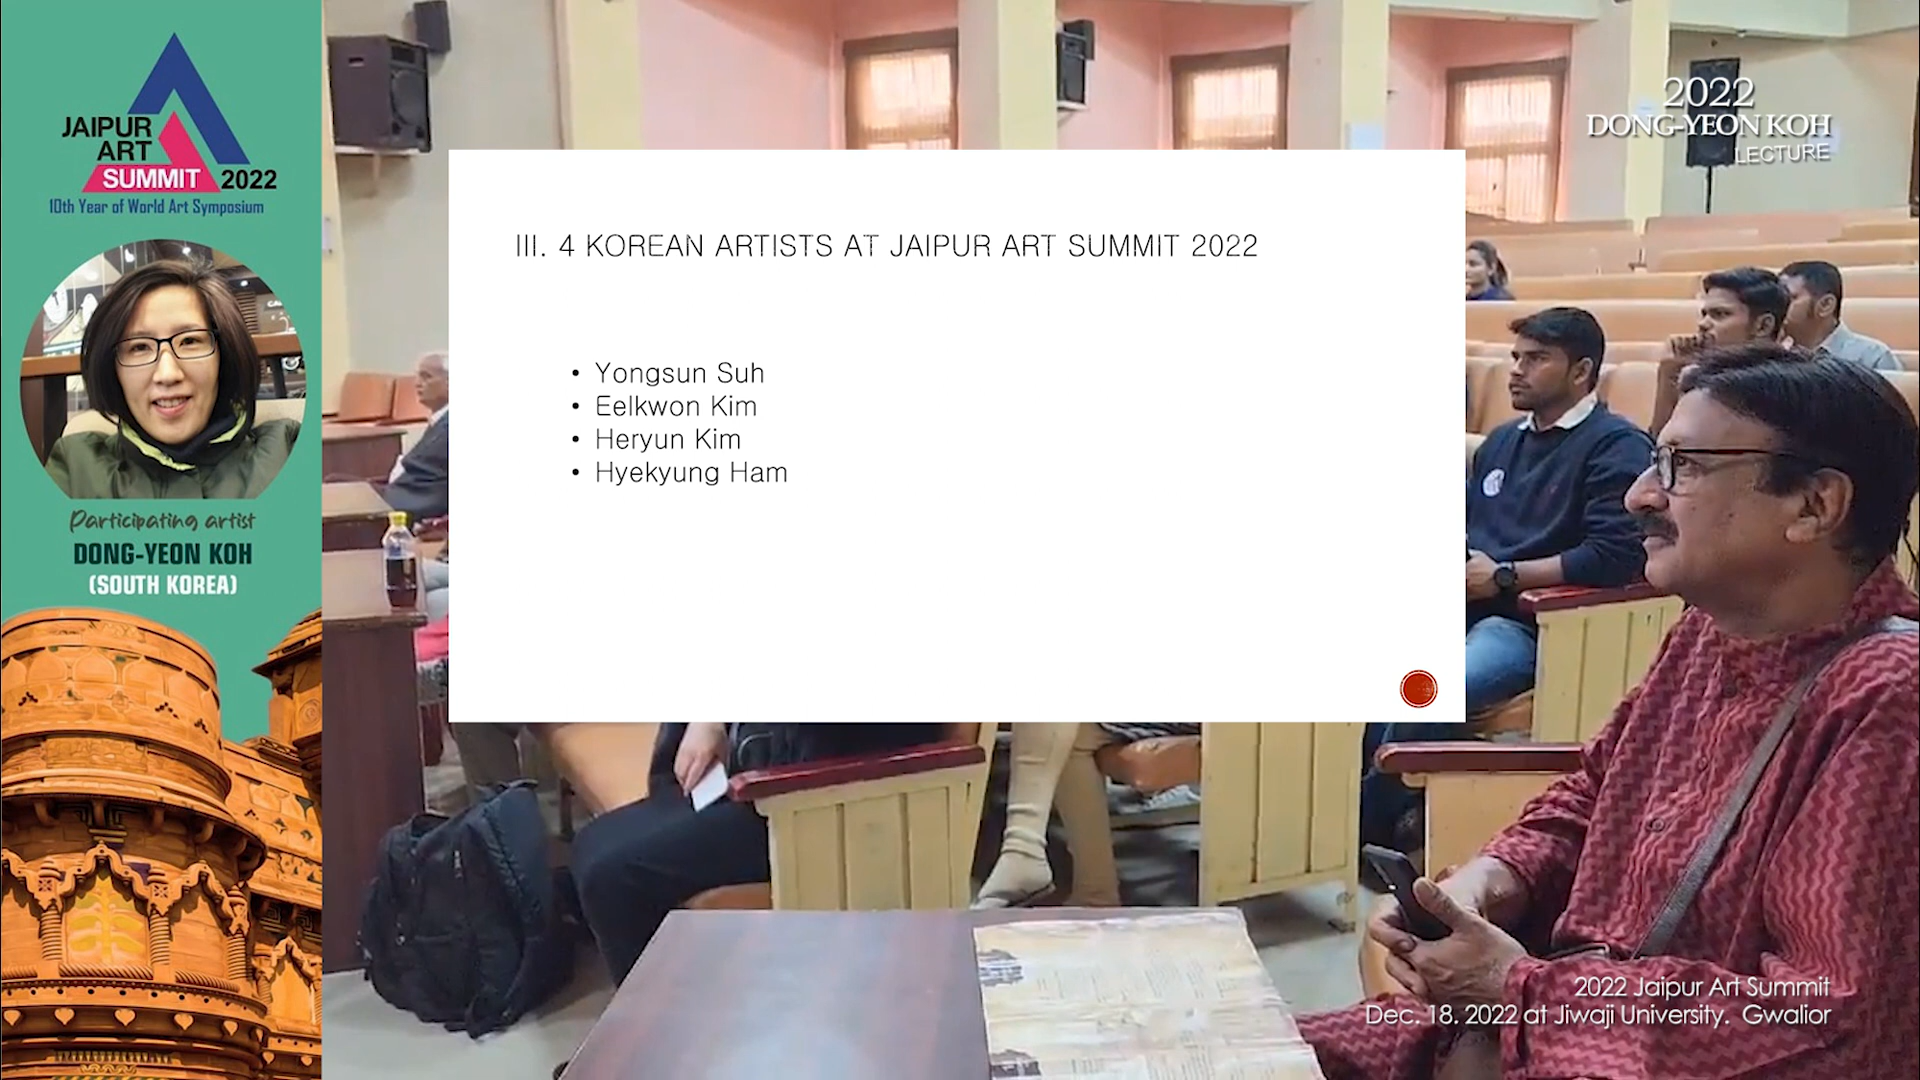 JAIPUR
ART
SUMMIT 2022
10th Year of World Art Symposium
Participating artist
DONG-YEON KOH
(SOUTH KOREA)
III. 4 KOREAN ARTISTS AT JAIPUR ART SUMMIT 2022
• Yongsun Suh
• Eelkwon Kim
• Heryun Kim
• Hyekyung Ham
2022
DONG-YEON KOH
LECTURE
2022 Jaipur Art Summit
Dec. 18. 2022 at Jiwaji University. Gwalior